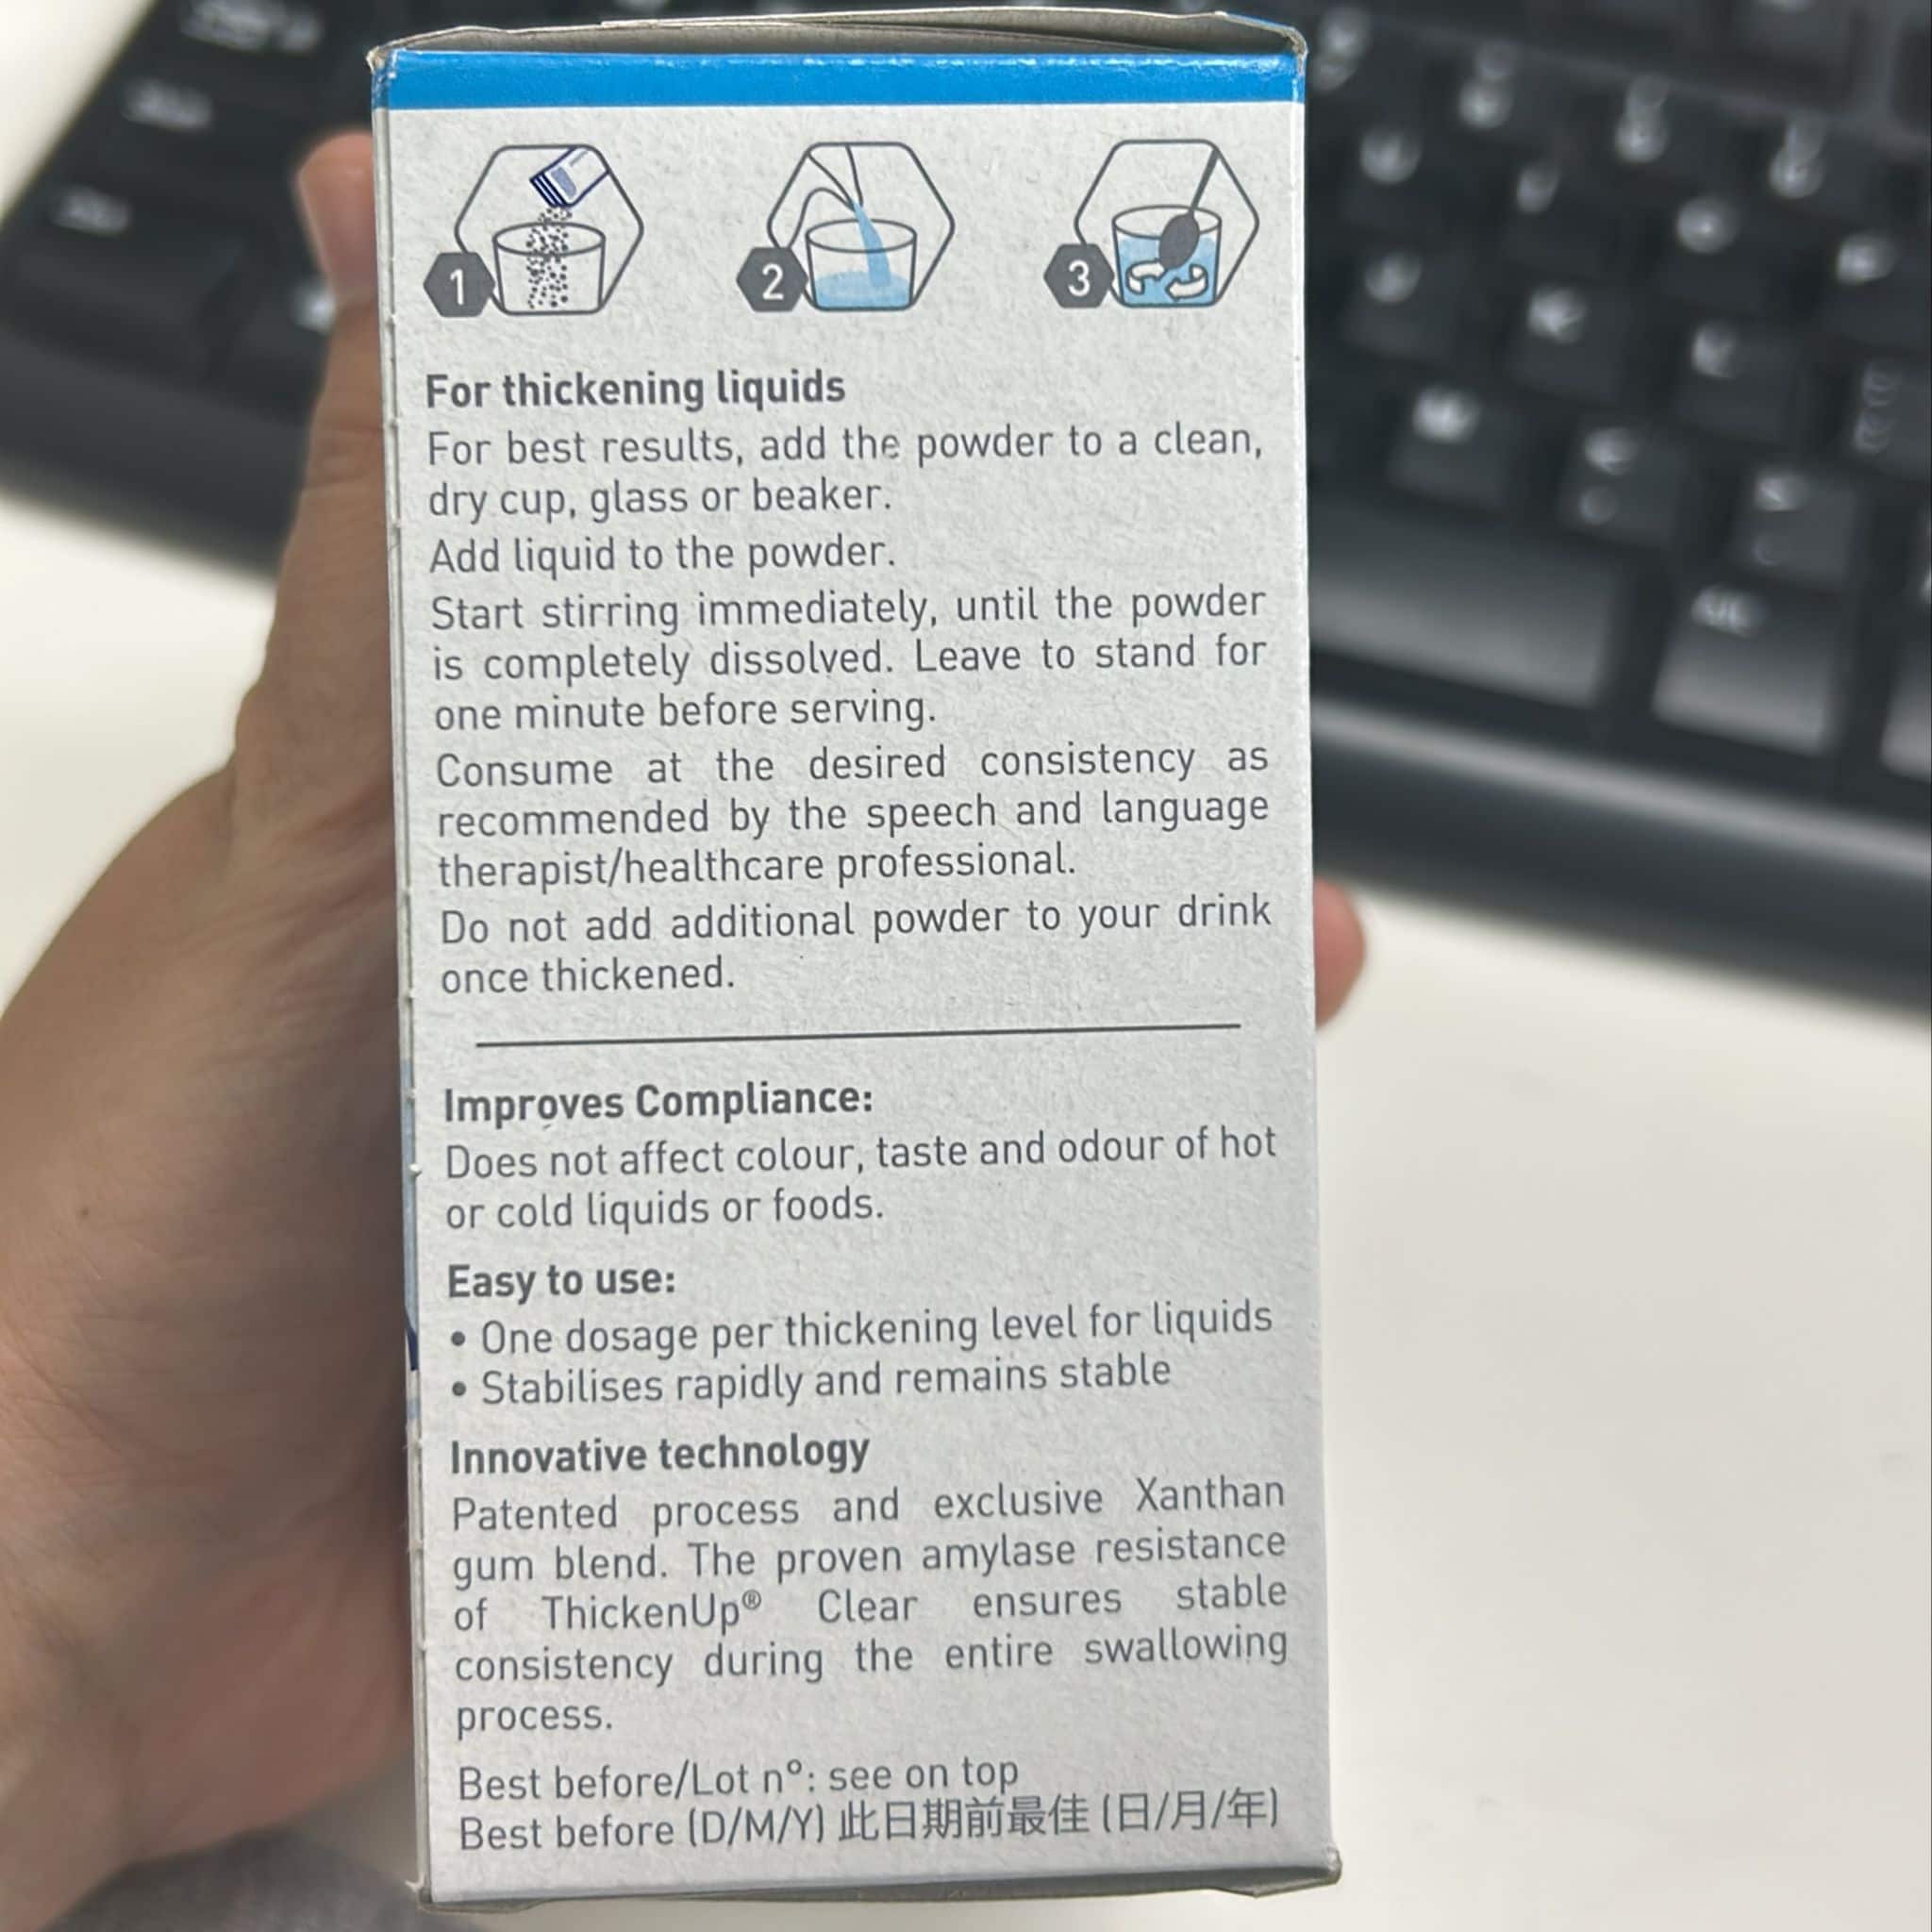 1
2
3
For thickening liquids
For best results, add the powder to a clean,
dry cup, glass or beaker.
Add liquid to the powder.
Start stirring immediately, until the powder
is completely dissolved. Leave to stand for
one minute before serving.
Consume at the desired consistency as
recommended by the speech and language
therapist/healthcare professional.
Do not add additional powder to your drink
once thickened.
Improves Compliance:
Does not affect colour, taste and odour of hot
or cold liquids or foods.
Easy to use:
• One dosage per thickening level for liquids
• Stabilises rapidly and remains stable
Innovative technology
Patented process and exclusive Xanthan
gum blend. The proven amylase resistance
of ThickenUp® Clear ensures stable
consistency during the entire swallowing
process.
Best before/Lot n°: see on top
Best before (D/M/Y) 此日期前最佳 (日/月/年)